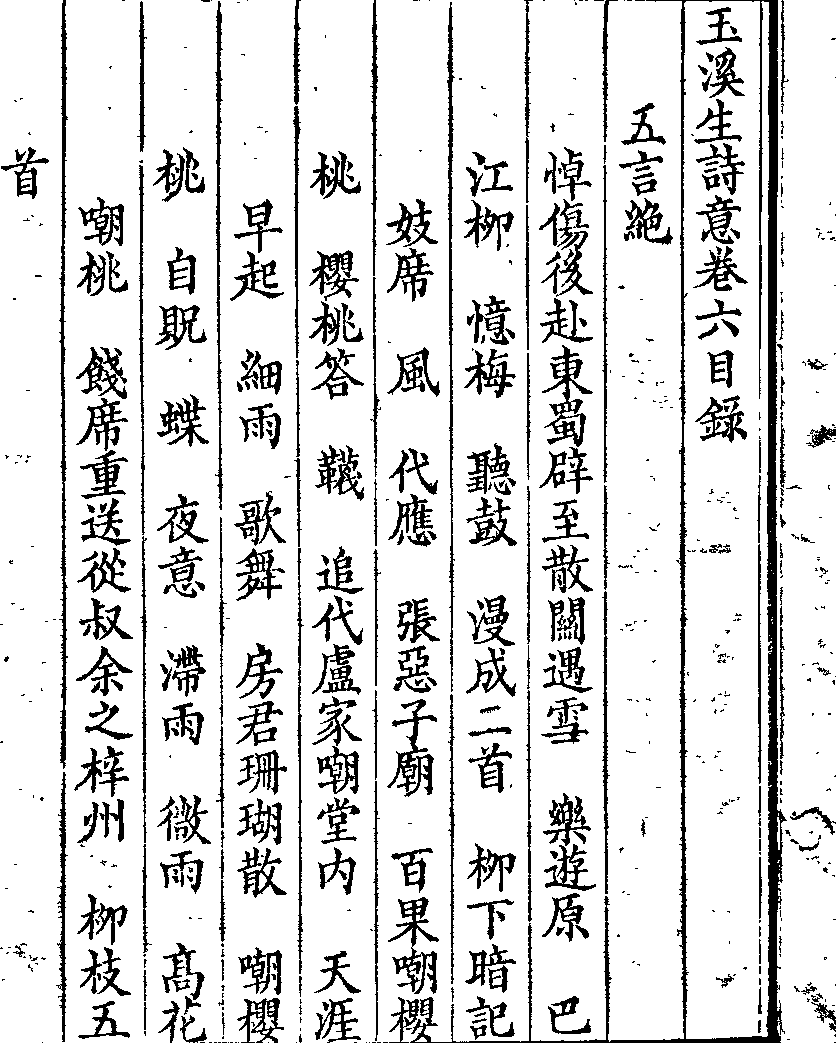 玉溪生詩意卷六目錄
五言絶
悼傷後赴東蜀辟至散關遇雪 樂遊原 巴
江柳 憶梅 聽鼓 漫成二首 柳下暗記
妓席 風 代應 張惡子廟 百果嘲櫻
桃 櫻桃答 韈 追代盧家嘲堂内 天涯
早起 細雨 歌舞 房君珊瑚散 嘲櫻
桃 自貺 蝶 夜意 滯雨 微雨 髙花
嘲桃 餞席重送從叔余之梓州 柳枝五
首